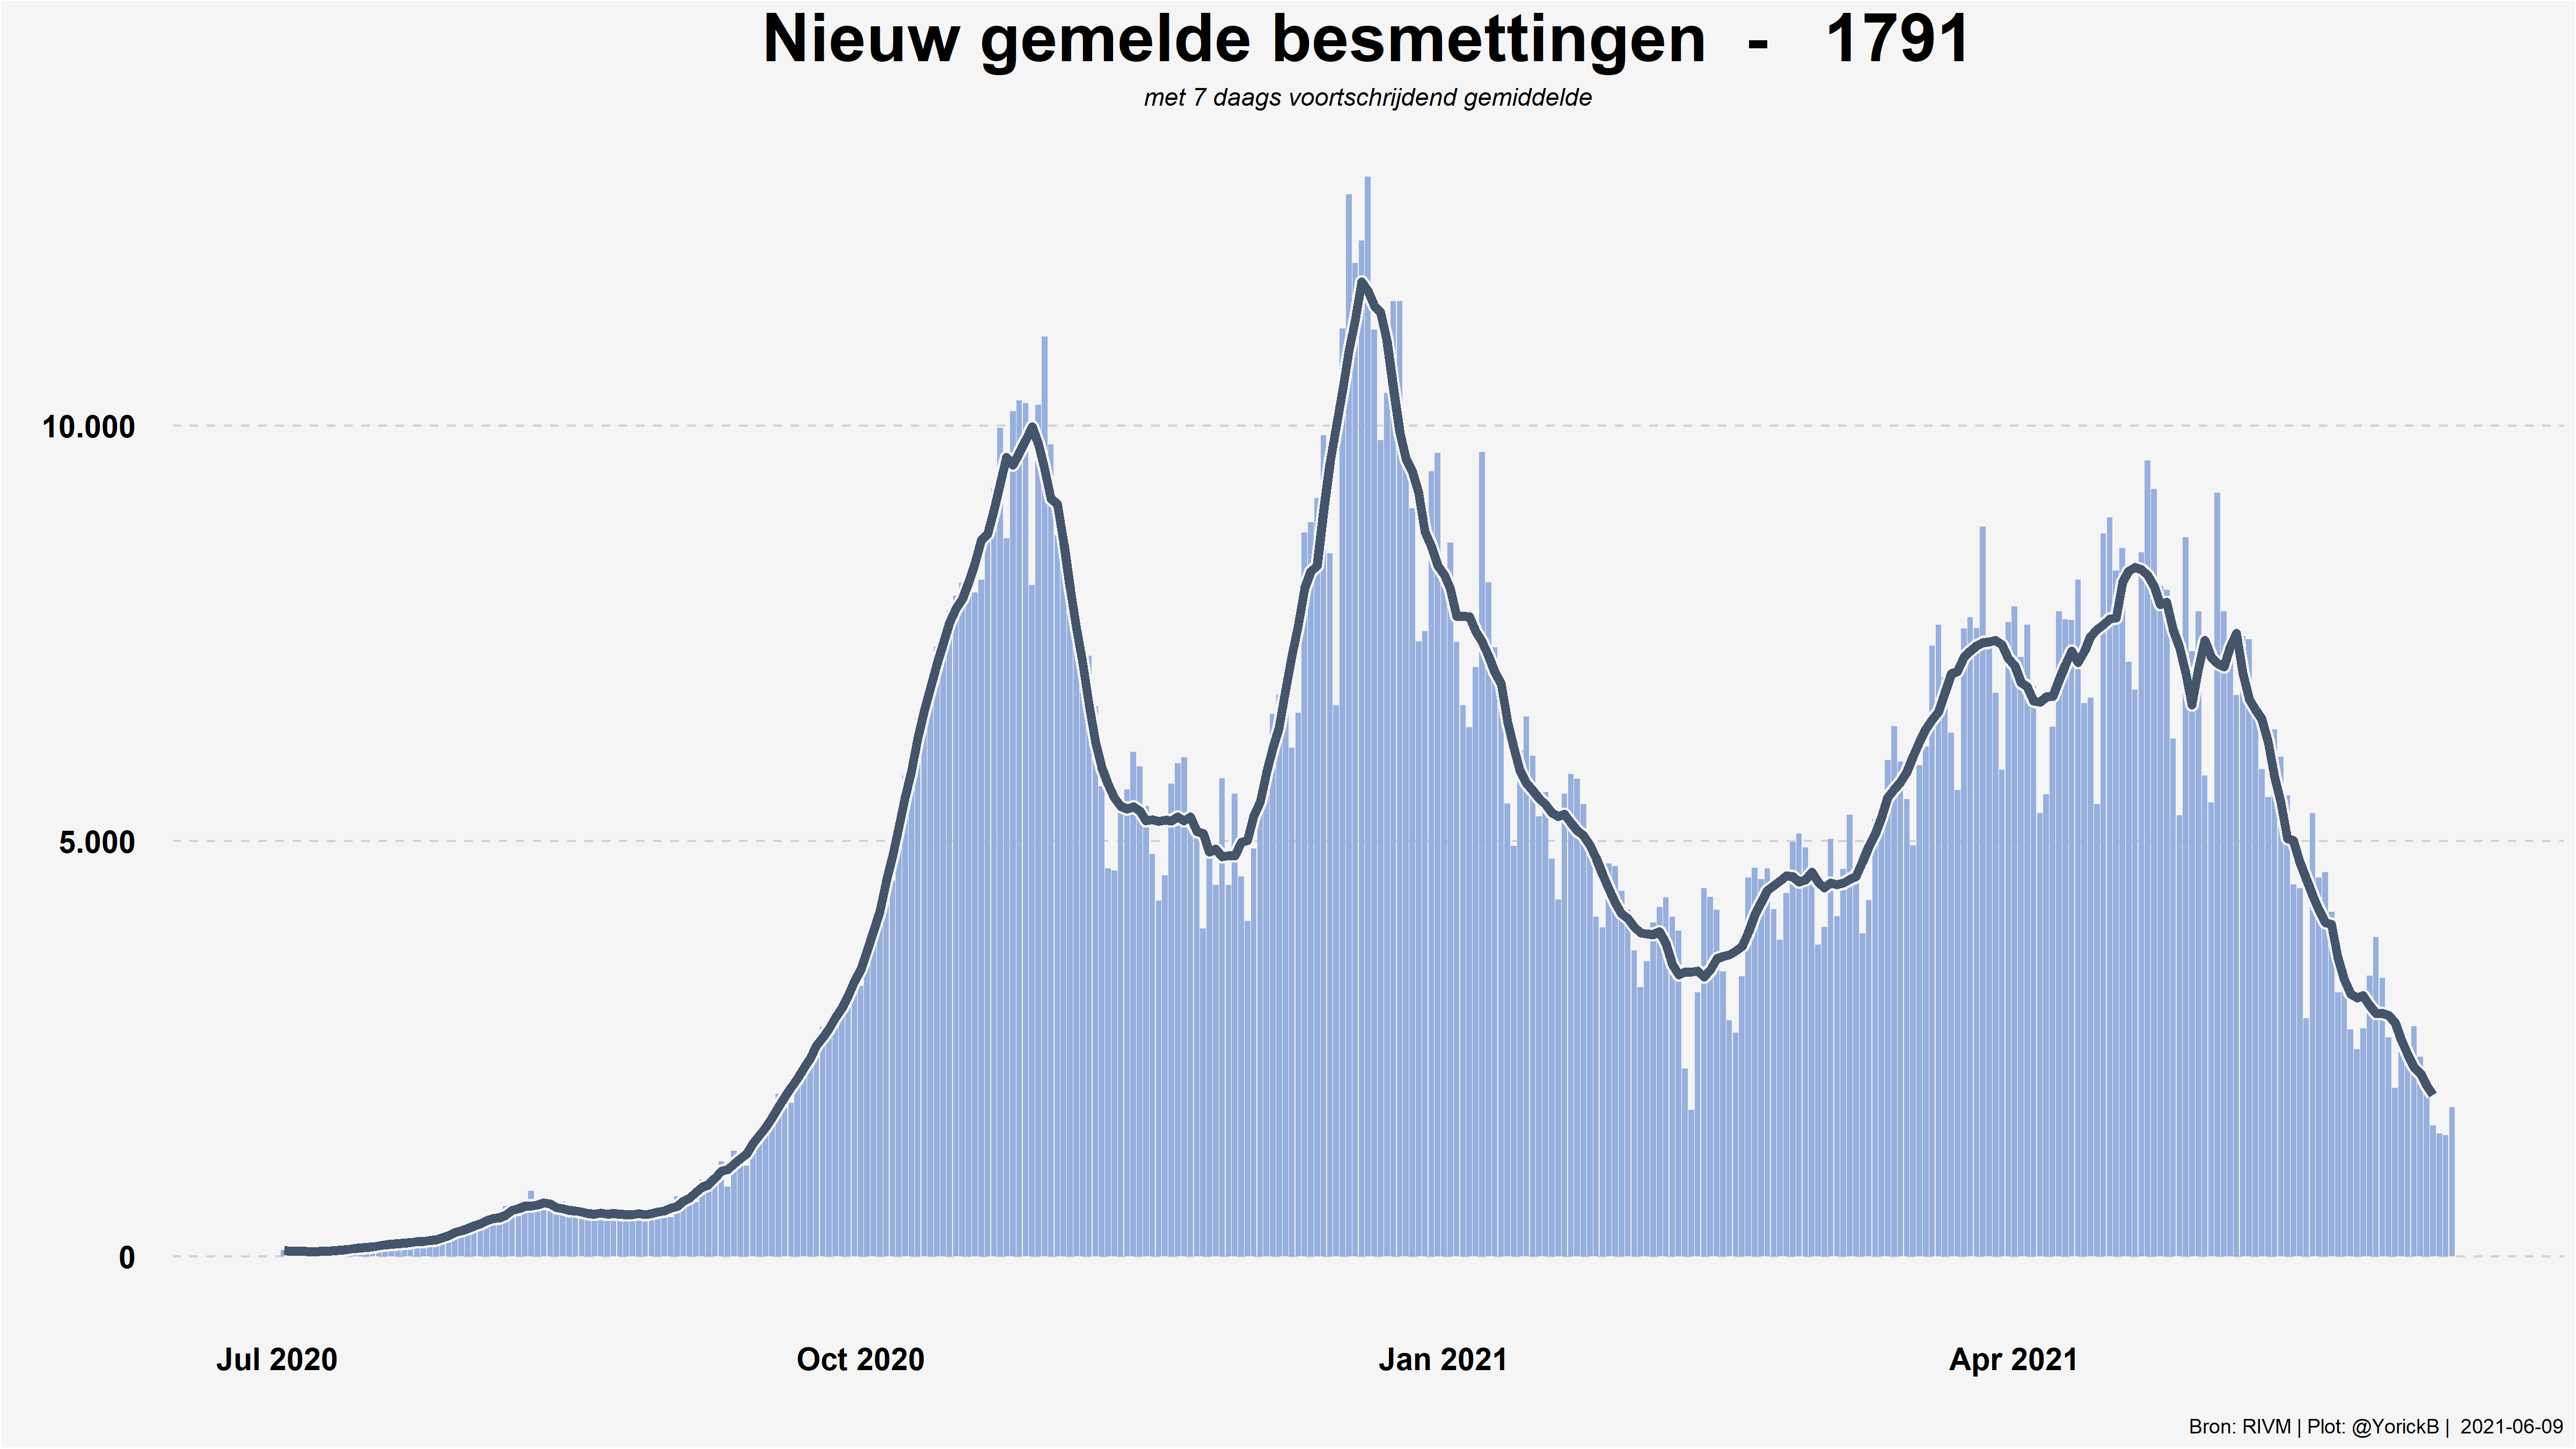 Nieuw gemelde besmettingen - 1791
met 7 daags voortschrijdend gemiddelde
10.000
5.000
0
Jul 2020
Oct 2020
Jan 2021
Apr 2021
Bron: RIVM | Plot: @YorickB | 2021-06-09